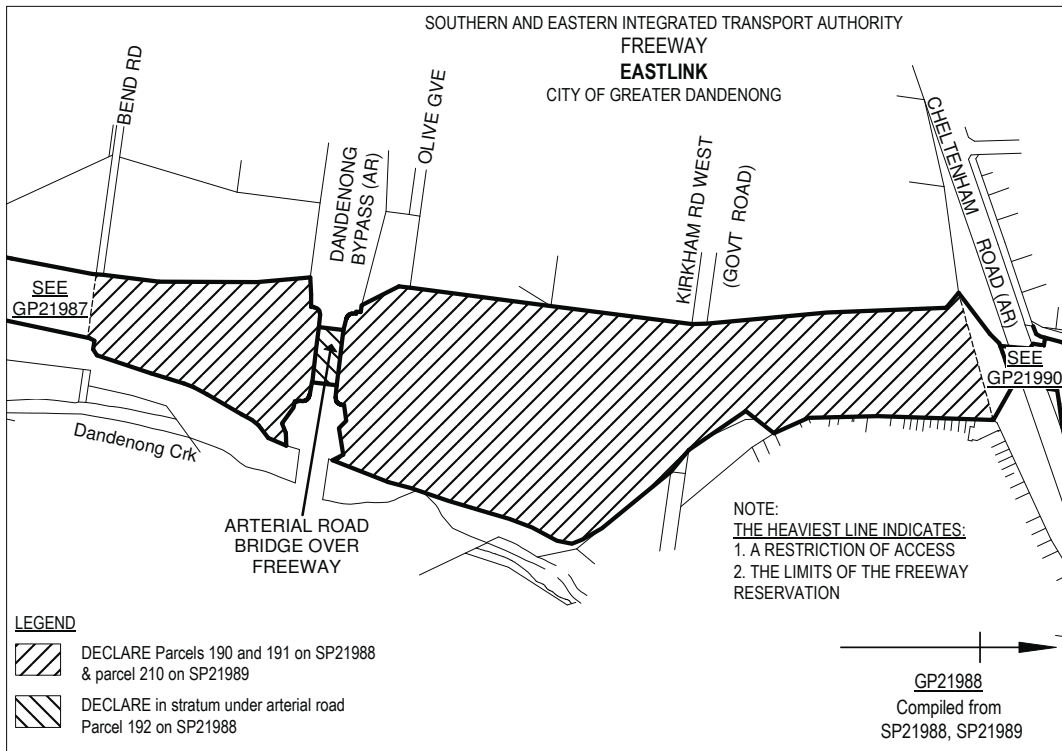 SOUTHERN AND EASTERN INTEGRATED TRANSPORT AUTHORITY
FREEWAY
EASTLINK
CITY OF GREATER DANDENONG
BEND RD
DANDENONG
BYPASS (AR)
OLIVE GVE
KIRKHAM RD WEST
(GOVT ROAD)
CHELTENHAM ROAD (AR)
SEE
GP21987
SEE
GP21990
Dandenong Crk
ARTERIAL ROAD
BRIDGE OVER
FREEWAY
NOTE:
THE HEAVIEST LINE INDICATES:
1. A RESTRICTION OF ACCESS
2. THE LIMITS OF THE FREEWAY
RESERVATION
LEGEND
DECLARE Parcels 190 and 191 on SP21988
& parcel 210 on SP21989
DECLARE in stratum under arterial road
Parcel 192 on SP21988
GP21988
Compiled from
SP21988, SP21989